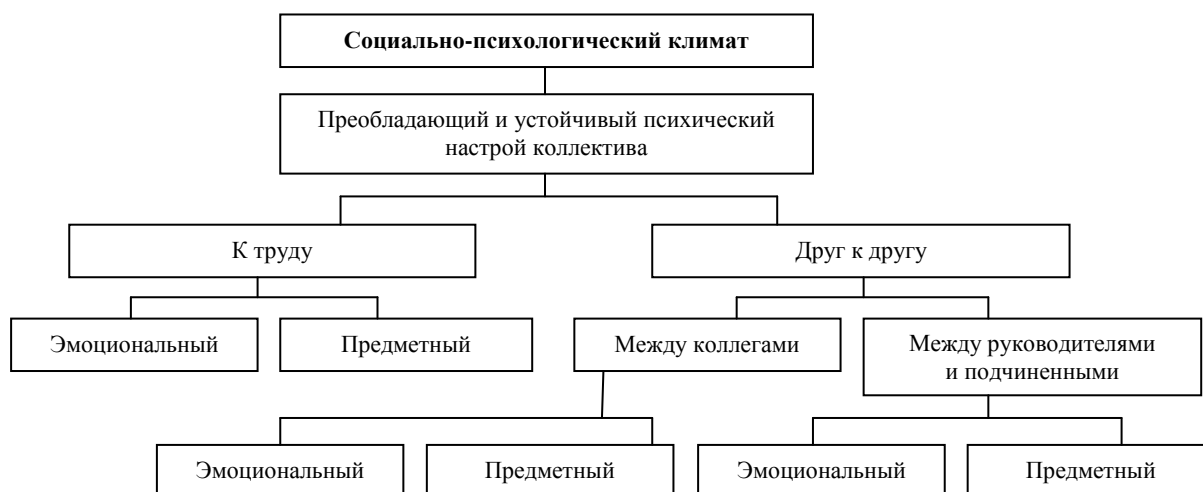 Социально-психологический климат
Преобладающий и устойчивый психический
настрой коллектива
К труду
Друг к другу
Эмоциональный
Предметный
Между коллегами
Между руководителями
и подчиненными
Эмоциональный
Предметный
Эмоциональный
Предметный